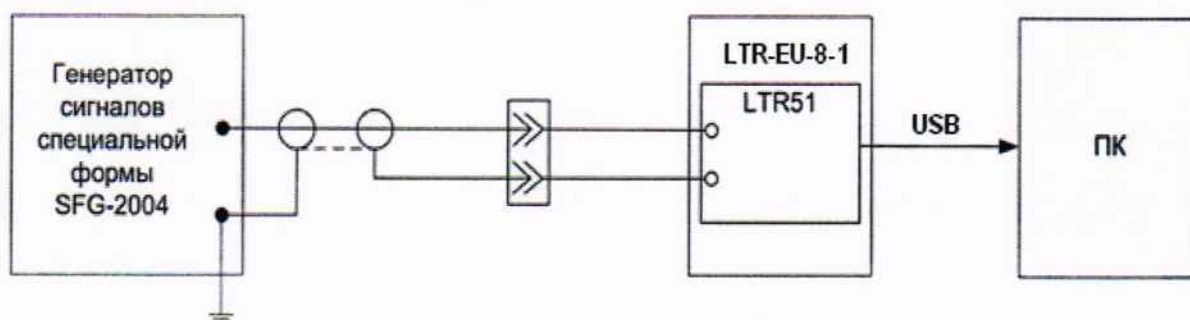 Генератор
сигналов
специальной
формы
SFG-2004
LTR-EU-8-1
LTR51
USB
ПК